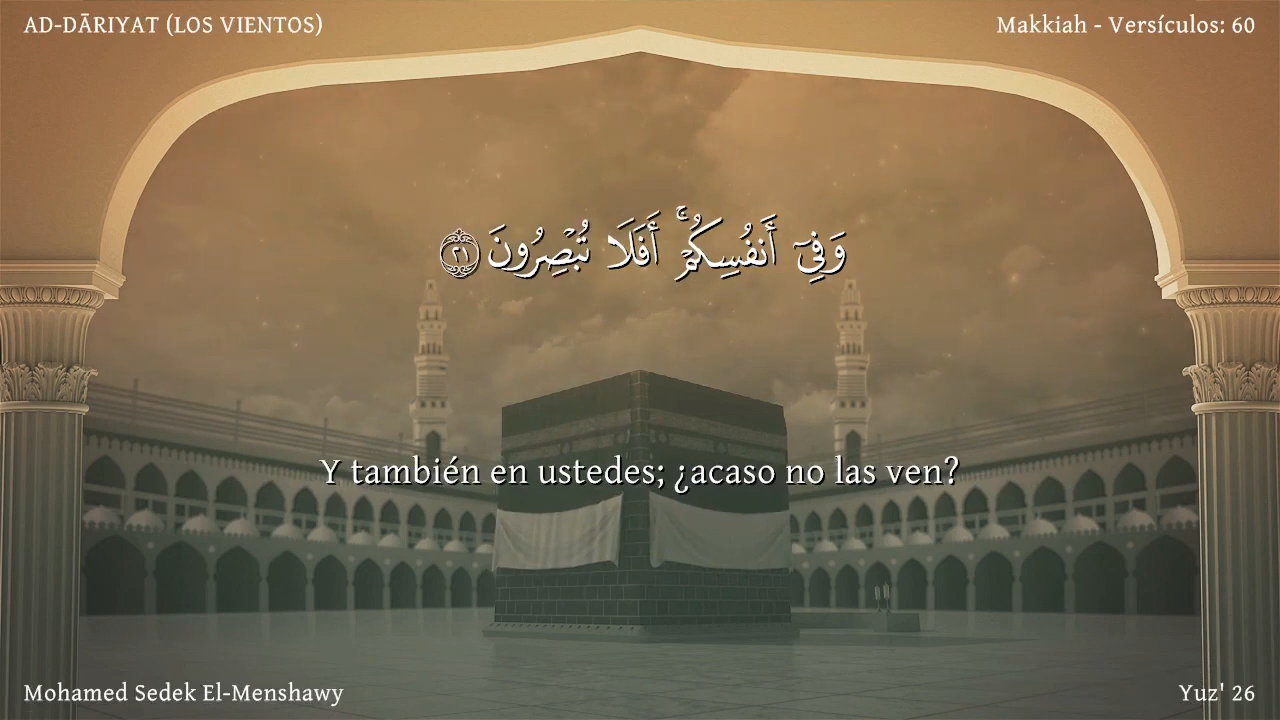 AD-DĀRIYAT (LOS VIENTOS)
Makkiah - Versículos: 60
وَفِىٓ أَنفُسِكُمْ ۚ أَفَلَا تُبْصِرُونَ ٢١
Y también en ustedes; ¿acaso no las ven?
Mohamed Sedek El-Menshawy
Yuz' 26